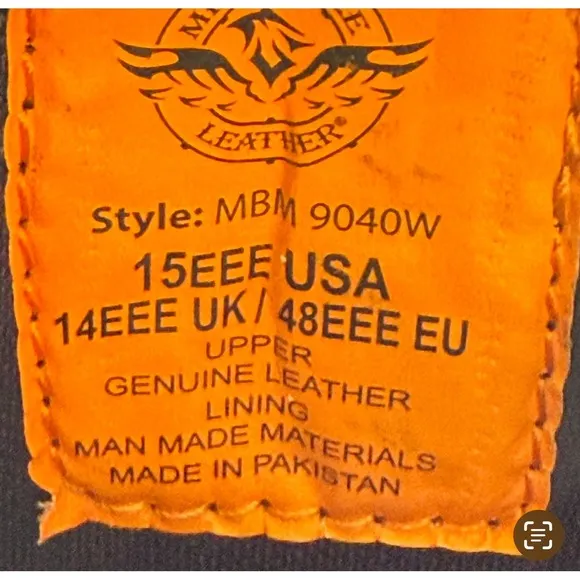 LEATHER®
Style: MBM 9040W
15EEE USA
14EEE UK / 48EEE EU
UPPER
GENUINE LEATHER
LINING
MAN MADE MATERIALS
MADE IN PAKISTAN